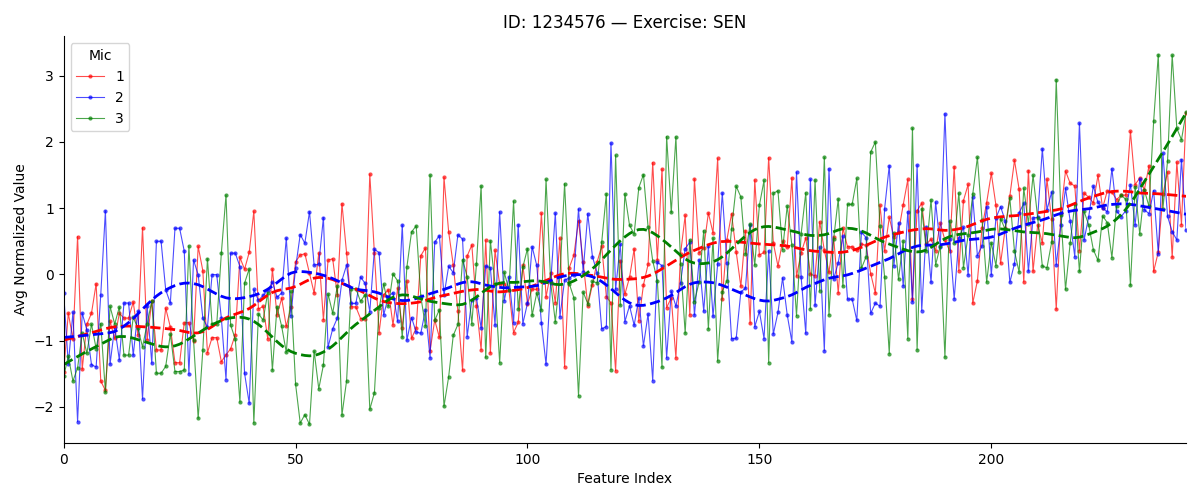 ID: 1234576 — Exercise: SEN
Avg Normalized Value
3
2
1
0
−1
−2
Mic
1
2
3
0 50 100 150 200
Feature Index